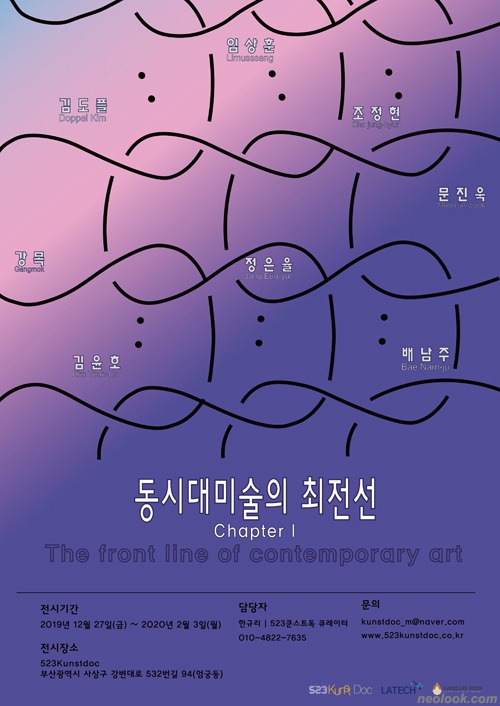 임상훈
김도플
Doppel Kim
조정현
문진욱
강목
Gangmok
정은율
김윤호
배남주
Bae Nam-ju
동시대미술의 최전선
Chapter I
The front line of contemporary art
전시기간
2019년 12월 27일(금) ~ 2020년 2월 3일(월)
전시장소
523Kunstdoc
부산광역시 사상구 강변대로 532번길 94(엄궁동)
담당자
한규리 | 523쿤스트독 큐레이터
010-4822-7635
문의
kunstdoc_m@naver.com
www.523kunstdoc.co.kr
523Kunst Doc
LATECH
neolook.com